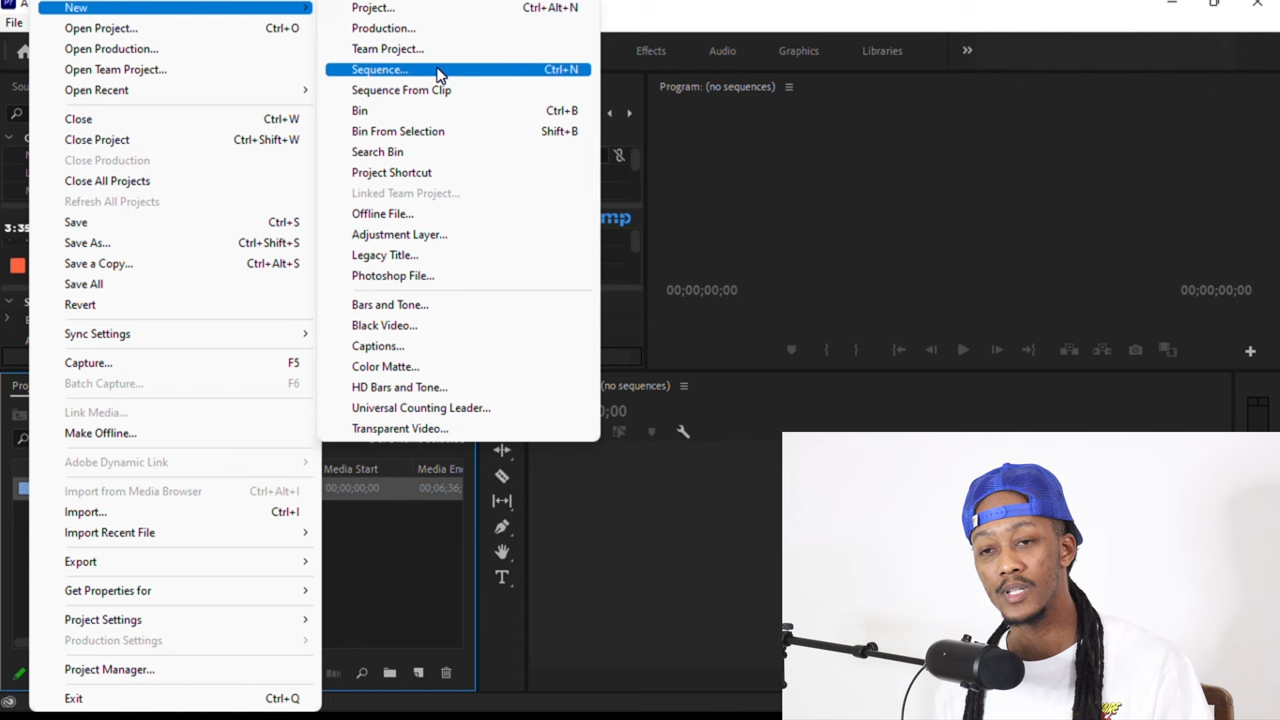 Pr
File
New
Open Project... Ctrl+O
Open Production...
Open Team Project...
Open Recent
Close Ctrl+W
Close Project Ctrl+Shift+W
Close Production
Close All Projects
Refresh All Projects
Save Ctrl+S
Save As... Ctrl+Shift+S
Save a Copy... Ctrl+Alt+S
Save All
Revert
Sync Settings
Capture... F5
Batch Capture... F6
Link Media...
Make Offline...
Adobe Dynamic Link
Import from Media Browser Ctrl+Alt+I
Import... Ctrl+I
Import Recent File
Export
Get Properties for
Project Settings
Production Settings
Project Manager...
Exit Ctrl+Q
Project... Ctrl+Alt+N
Production...
Team Project...
Sequence... Ctrl+N
Sequence From Clip
Bin Ctrl+B
Bin From Selection Shift+B
Search Bin
Project Shortcut
Linked Team Project...
Offline File...
Adjustment Layer...
Legacy Title...
Photoshop File...
Bars and Tone...
Black Video...
Captions...
Color Matte...
HD Bars and Tone...
Universal Counting Leader...
Transparent Video...
Effects Audio Graphics Libraries
Program: (no sequences)
00;00;00;00 00;00;00;00
(no sequences)
;00;00
Media Start Media En
00;00;00;00 00;06;36;